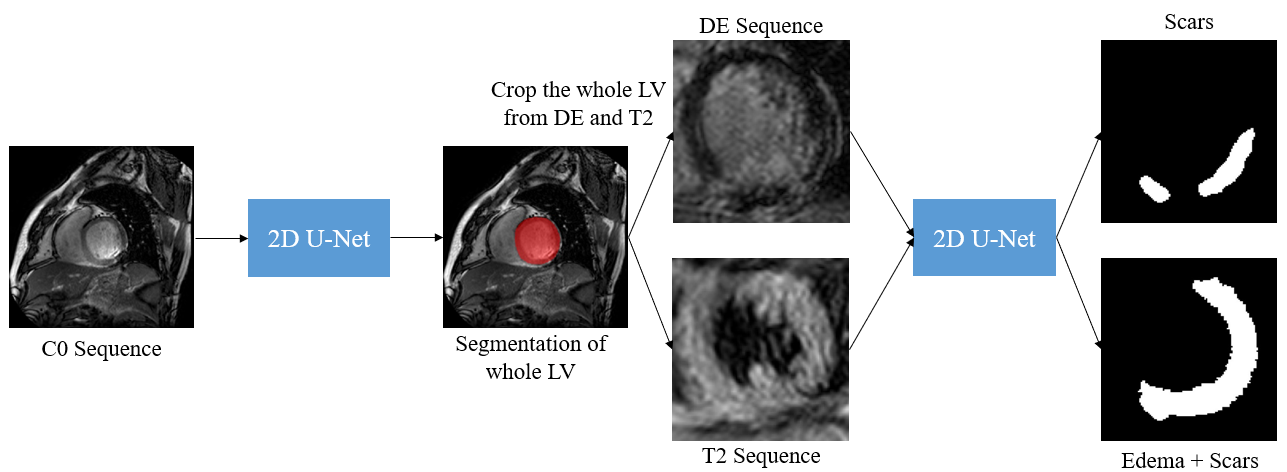 C0 Sequence
2D U-Net
Segmentation of
whole LV
Crop the whole LV
from DE and T2
DE Sequence
T2 Sequence
2D U-Net
Scars
Edema + Scars